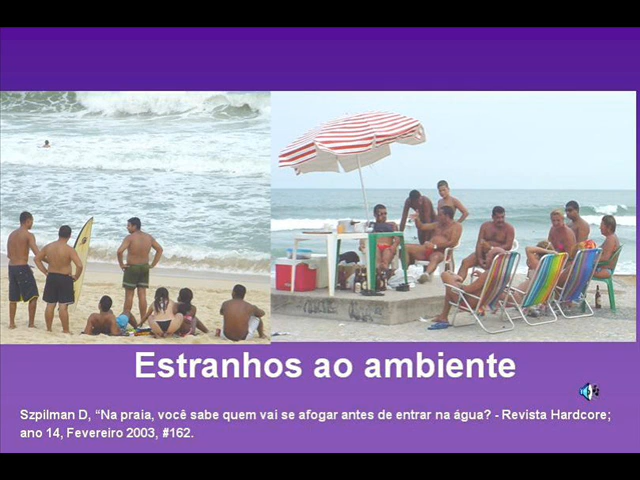 Estranhos ao ambiente
Szpilman D, “Na praia, você sabe quem vai se afogar antes de entrar na água? - Revista Hardcore;
ano 14, Fevereiro 2003, #162.